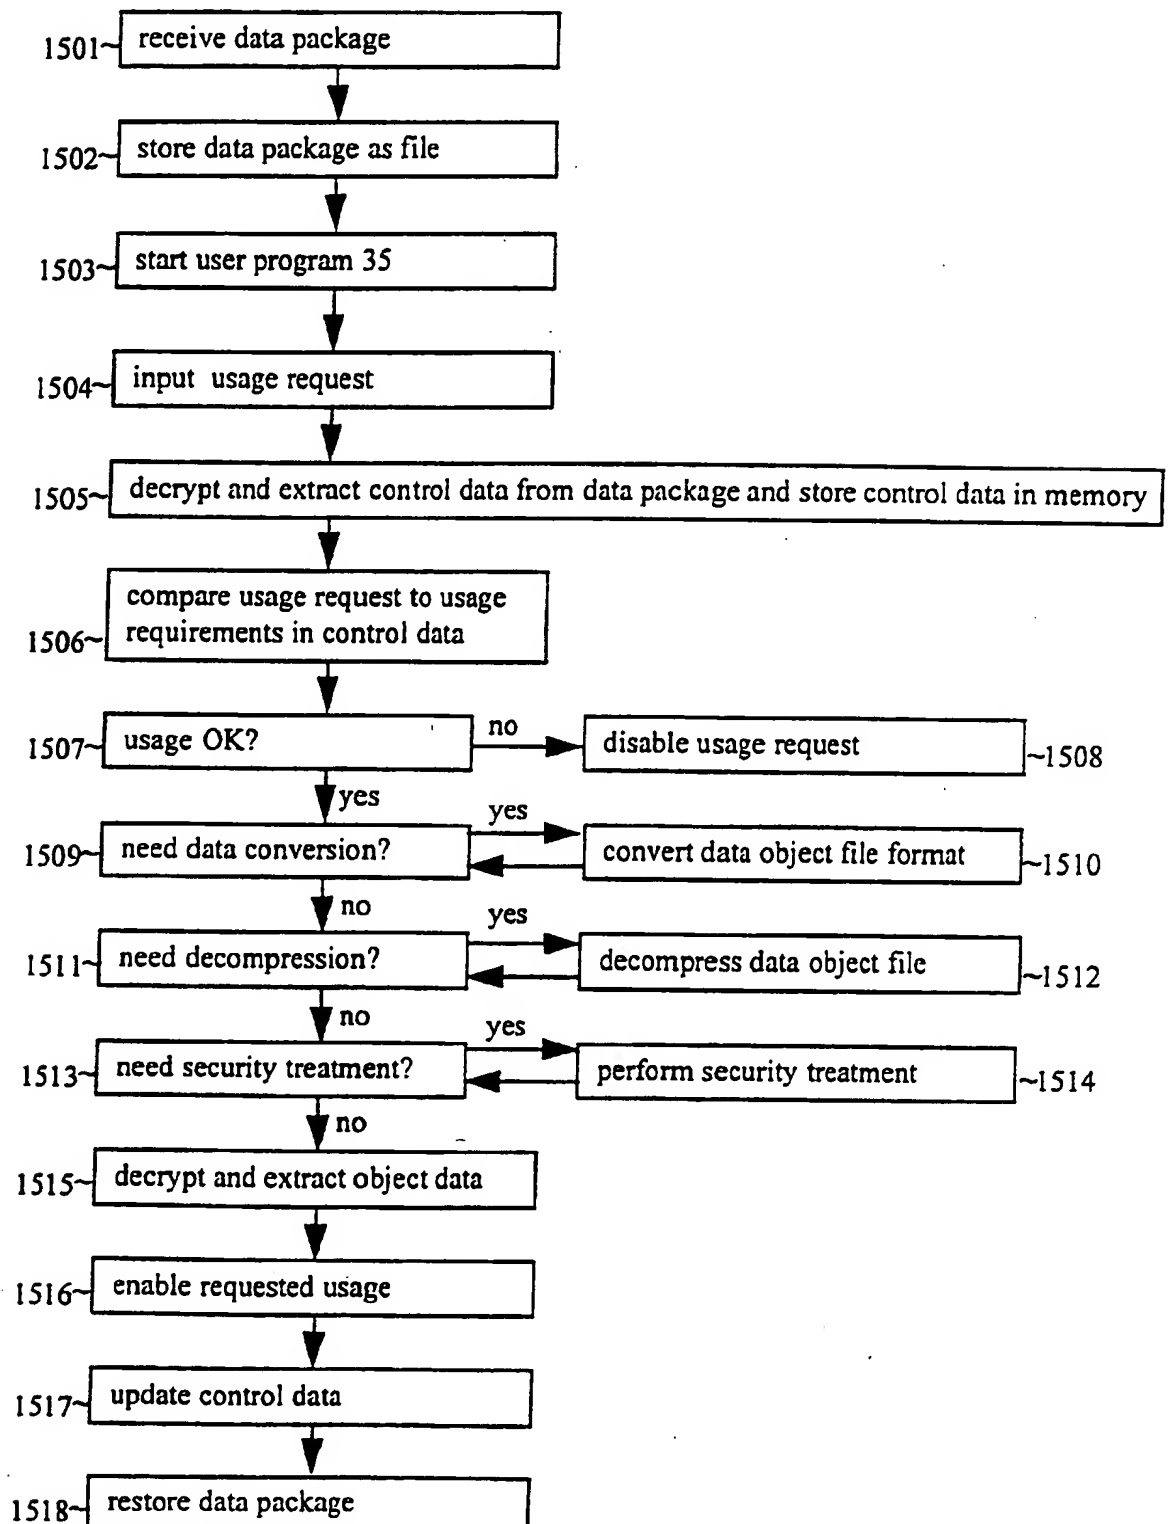 1501~ receive data package
1502~ store data package as file
1503~ start user program 35
1504~ input usage request
1505~ decrypt and extract control data from data package and store control data in memory
compare usage request to usage
1506~ requirements in control data
1507~ usage OK? no disable usage request ~1508
yes
1509~ need data conversion? yes convert data object file format ~1510
no
1511~ need decompression? yes decompress data object file ~1512
no
1513~ need security treatment? yes perform security treatment ~1514
no
1515~ decrypt and extract object data
1516~ enable requested usage
1517~ update control data
1518~ restore data package